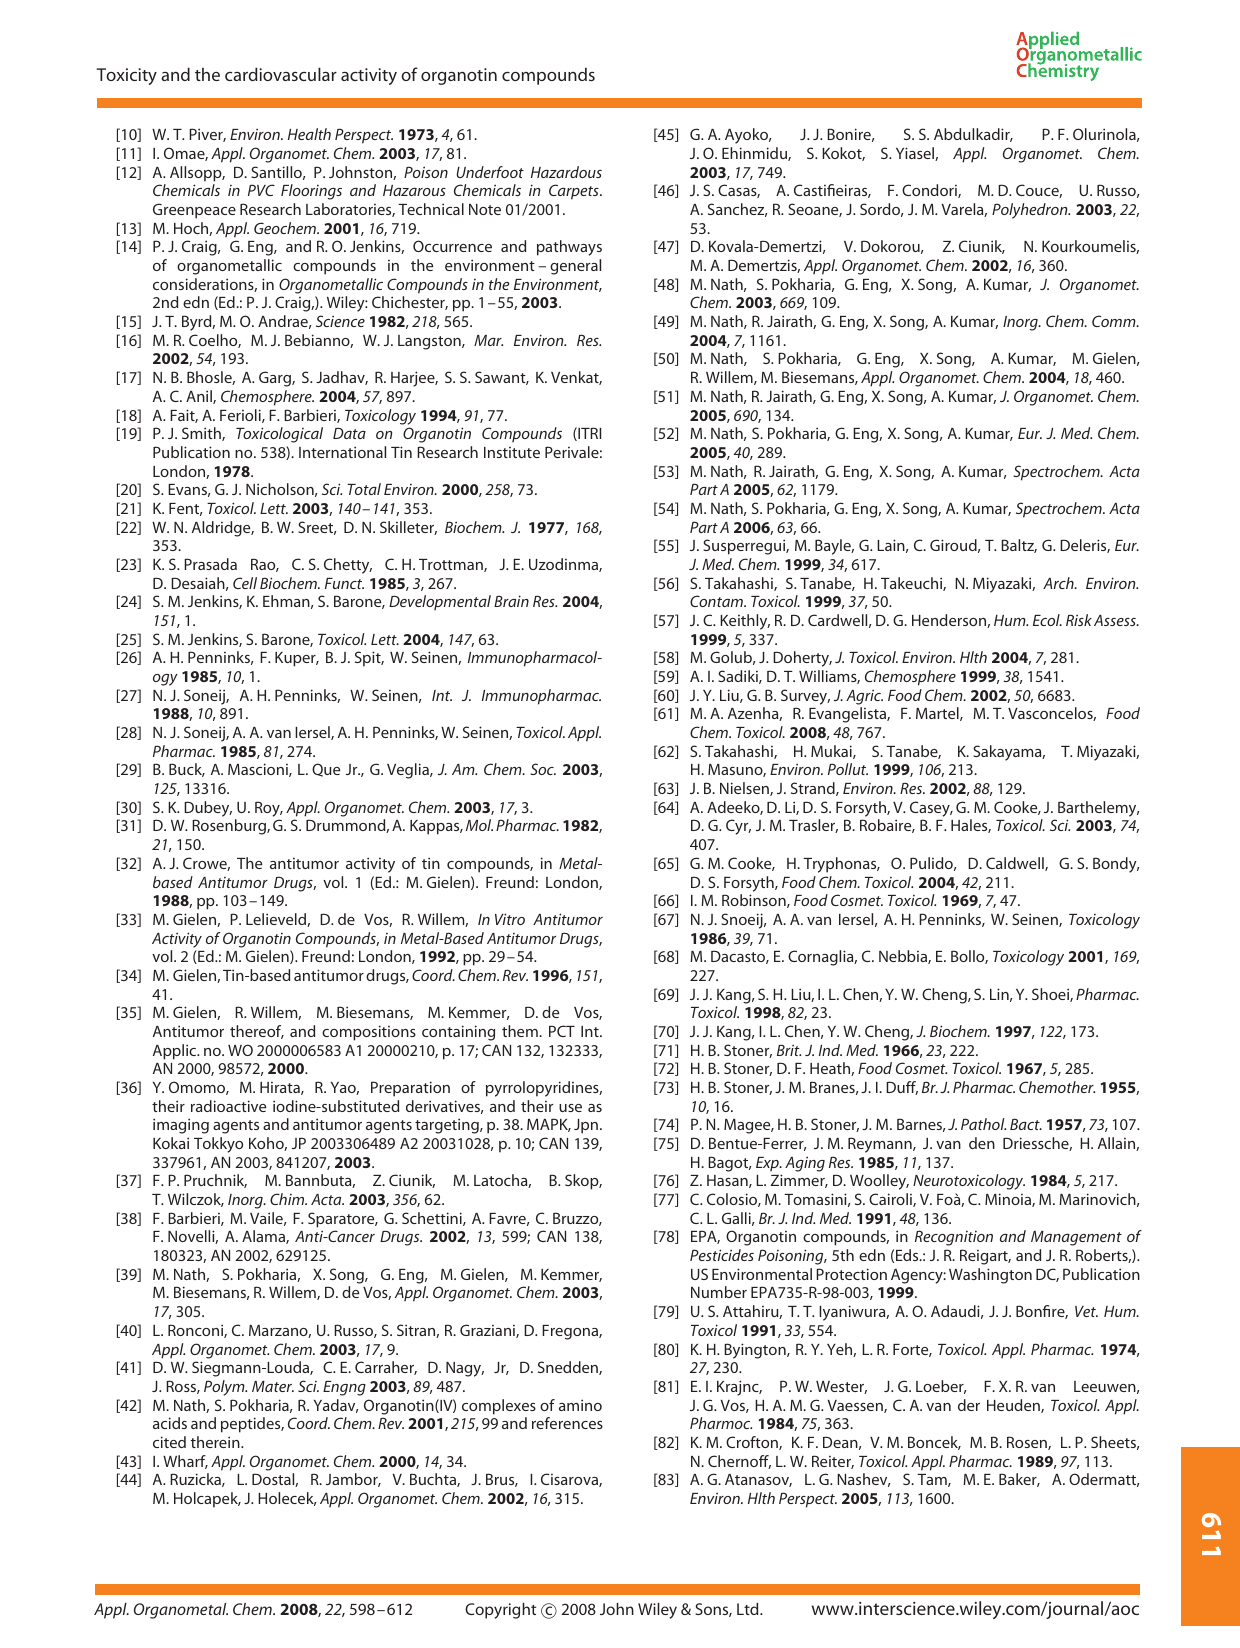 Toxicity and the cardiovascular activity of organotin compounds
Applied
Organometallic
Chemistry
[10] W. T. Piver, Environ. Health Perspect. 1973, 4, 61.
[11] I. Omae, Appl. Organomet. Chem. 2003, 17, 81.
[12] A. Allsopp, D. Santillo, P. Johnston, Poison Underfoot Hazardous
Chemicals in PVC Floorings and Hazarous Chemicals in Carpets.
Greenpeace Research Laboratories, Technical Note 01/2001.
[13] M. Hoch, Appl. Geochem. 2001, 16, 719.
[14] P. J. Craig, G. Eng, and R. O. Jenkins, Occurrence and pathways
of organometallic compounds in the environment – general
considerations, in Organometallic Compounds in the Environment,
2nd edn (Ed.: P. J. Craig,). Wiley: Chichester, pp. 1–55, 2003.
[15] J. T. Byrd, M. O. Andrae, Science 1982, 218, 565.
[16] M. R. Coelho, M. J. Bebianno, W. J. Langston, Mar. Environ. Res.
2002, 54, 193.
[17] N. B. Bhosle, A. Garg, S. Jadhav, R. Harjee, S. S. Sawant, K. Venkat,
A. C. Anil, Chemosphere. 2004, 57, 897.
[18] A. Fait, A. Ferioli, F. Barbieri, Toxicology 1994, 91, 77.
[19] P. J. Smith, Toxicological Data on Organotin Compounds (ITRI
Publication no. 538). International Tin Research Institute Perivale:
London, 1978.
[20] S. Evans, G. J. Nicholson, Sci. Total Environ. 2000, 258, 73.
[21] K. Fent, Toxicol. Lett. 2003, 140–141, 353.
[22] W. N. Aldridge, B. W. Sreet, D. N. Skilleter, Biochem. J. 1977, 168,
353.
[23] K. S. Prasada Rao, C. S. Chetty, C. H. Trottman, J. E. Uzodinma,
D. Desaiah, Cell Biochem. Funct. 1985, 3, 267.
[24] S. M. Jenkins, K. Ehman, S. Barone, Developmental Brain Res. 2004,
151, 1.
[25] S. M. Jenkins, S. Barone, Toxicol. Lett. 2004, 147, 63.
[26] A. H. Penninks, F. Kuper, B. J. Spit, W. Seinen, Immunopharmacol-
ogy 1985, 10, 1.
[27] N. J. Soneij, A. H. Penninks, W. Seinen, Int. J. Immunopharmac.
1988, 10, 891.
[28] N. J. Soneij, A. A. van Iersel, A. H. Penninks, W. Seinen, Toxicol. Appl.
Pharmac. 1985, 81, 274.
[29] B. Buck, A. Mascioni, L. Que Jr., G. Veglia, J. Am. Chem. Soc. 2003,
125, 13316.
[30] S. K. Dubey, U. Roy, Appl. Organomet. Chem. 2003, 17, 3.
[31] D. W. Rosenburg, G. S. Drummond, A. Kappas, Mol. Pharmac. 1982,
21, 150.
[32] A. J. Crowe, The antitumor activity of tin compounds, in Metal-
based Antitumor Drugs, vol. 1 (Ed.: M. Gielen). Freund: London,
1988, pp. 103–149.
[33] M. Gielen, P. Lelieveld, D. de Vos, R. Willem, In Vitro Antitumor
Activity of Organotin Compounds, in Metal-Based Antitumor Drugs,
vol. 2 (Ed.: M. Gielen). Freund: London, 1992, pp. 29–54.
[34] M. Gielen, Tin-based antitumor drugs, Coord. Chem. Rev. 1996, 151,
41.
[35] M. Gielen, R. Willem, M. Biesemans, M. Kemmer, D. de Vos,
Antitumor thereof, and compositions containing them. PCT Int.
Applic. no. WO 2000006583 A1 20000210, p. 17; CAN 132, 132333,
AN 2000, 98572, 2000.
[36] Y. Omomo, M. Hirata, R. Yao, Preparation of pyrrolopyridines,
their radioactive iodine-substituted derivatives, and their use as
imaging agents and antitumor agents targeting, p. 38. MAPK, Jpn.
Kokai Tokkyo Koho, JP 2003306489 A2 20031028, p. 10; CAN 139,
337961, AN 2003, 841207, 2003.
[37] F. P. Pruchnik, M. Bannbuta, Z. Ciunik, M. Latocha, B. Skop,
T. Wilczok, Inorg. Chim. Acta. 2003, 356, 62.
[38] F. Barbieri, M. Vaile, F. Sparatore, G. Schettini, A. Favre, C. Bruzzo,
F. Novelli, A. Alama, Anti-Cancer Drugs. 2002, 13, 599; CAN 138,
180323, AN 2002, 629125.
[39] M. Nath, S. Pokharia, X. Song, G. Eng, M. Gielen, M. Kemmer,
M. Biesemans, R. Willem, D. de Vos, Appl. Organomet. Chem. 2003,
17, 305.
[40] L. Ronconi, C. Marzano, U. Russo, S. Sitran, R. Graziani, D. Fregona,
Appl. Organomet. Chem. 2003, 17, 9.
[41] D. W. Siegmann-Louda, C. E. Carraher, D. Nagy, Jr, D. Snedden,
J. Ross, Polym. Mater. Sci. Engng 2003, 89, 487.
[42] M. Nath, S. Pokharia, R. Yadav, Organotin(IV) complexes of amino
acids and peptides, Coord. Chem. Rev. 2001, 215, 99 and references
cited therein.
[43] I. Wharf, Appl. Organomet. Chem. 2000, 14, 34.
[44] A. Ruzicka, L. Dostal, R. Jambor, V. Buchta, J. Brus, I. Cisarova,
M. Holcapek, J. Holecek, Appl. Organomet. Chem. 2002, 16, 315.
[45] G. A. Ayoko, J. J. Bonire, S. S. Abdulkadir, P. F. Olurinola,
J. O. Ehinmidu, S. Kokot, S. Yiasel, Appl. Organomet. Chem.
2003, 17, 749.
[46] J. S. Casas, A. Castifieiras, F. Condori, M. D. Couce, U. Russo,
A. Sanchez, R. Seoane, J. Sordo, J. M. Varela, Polyhedron. 2003, 22,
53.
[47] D. Kovala-Demertzi, V. Dokorou, Z. Ciunik, N. Kourkoumelis,
M. A. Demertzis, Appl. Organomet. Chem. 2002, 16, 360.
[48] M. Nath, S. Pokharia, G. Eng, X. Song, A. Kumar, J. Organomet.
Chem. 2003, 669, 109.
[49] M. Nath, R. Jairath, G. Eng, X. Song, A. Kumar, Inorg. Chem. Comm.
2004, 7, 1161.
[50] M. Nath, S. Pokharia, G. Eng, X. Song, A. Kumar, M. Gielen,
R. Willem, M. Biesemans, Appl. Organomet. Chem. 2004, 18, 460.
[51] M. Nath, R. Jairath, G. Eng, X. Song, A. Kumar, J. Organomet. Chem.
2005, 690, 134.
[52] M. Nath, S. Pokharia, G. Eng, X. Song, A. Kumar, Eur. J. Med. Chem.
2005, 40, 289.
[53] M. Nath, R. Jairath, G. Eng, X. Song, A. Kumar, Spectrochem. Acta
Part A 2005, 62, 1179.
[54] M. Nath, S. Pokharia, G. Eng, X. Song, A. Kumar, Spectrochem. Acta
Part A 2006, 63, 66.
[55] J. Susperregui, M. Bayle, G. Lain, C. Giroud, T. Baltz, G. Deleris, Eur.
J. Med. Chem. 1999, 34, 617.
[56] S. Takahashi, S. Tanabe, H. Takeuchi, N. Miyazaki, Arch. Environ.
Contam. Toxicol. 1999, 37, 50.
[57] J. C. Keithly, R. D. Cardwell, D. G. Henderson, Hum. Ecol. Risk Assess.
1999, 5, 337.
[58] M. Golub, J. Doherty, J. Toxicol. Environ. Hlth 2004, 7, 281.
[59] A. I. Sadiki, D. T. Williams, Chemosphere 1999, 38, 1541.
[60] J. Y. Liu, G. B. Survey, J. Agric. Food Chem. 2002, 50, 6683.
[61] M. A. Azenha, R. Evangelista, F. Martel, M. T. Vasconcelos, Food
Chem. Toxicol. 2008, 48, 767.
[62] S. Takahashi, H. Mukai, S. Tanabe, K. Sakayama, T. Miyazaki,
H. Masuno, Environ. Pollut. 1999, 106, 213.
[63] J. B. Nielsen, J. Strand, Environ. Res. 2002, 88, 129.
[64] A. Adeeko, D. Li, D. S. Forsyth, V. Casey, G. M. Cooke, J. Barthelemy,
D. G. Cyr, J. M. Trasler, B. Robaire, B. F. Hales, Toxicol. Sci. 2003, 74,
407.
[65] G. M. Cooke, H. Tryphonas, O. Pulido, D. Caldwell, G. S. Bondy,
D. S. Forsyth, Food Chem. Toxicol. 2004, 42, 211.
[66] I. M. Robinson, Food Cosmet. Toxicol. 1969, 7, 47.
[67] N. J. Snoeij, A. A. van Iersel, A. H. Penninks, W. Seinen, Toxicology
1986, 39, 71.
[68] M. Dacasto, E. Cornaglia, C. Nebbia, E. Bollo, Toxicology 2001, 169,
227.
[69] J. J. Kang, S. H. Liu, I. L. Chen, Y. W. Cheng, S. Lin, Y. Shoei, Pharmac.
Toxicol. 1998, 82, 23.
[70] J. J. Kang, I. L. Chen, Y. W. Cheng, J. Biochem. 1997, 122, 173.
[71] H. B. Stoner, Brit. J. Ind. Med. 1966, 23, 222.
[72] H. B. Stoner, D. F. Heath, Food Cosmet. Toxicol. 1967, 5, 285.
[73] H. B. Stoner, J. M. Branes, J. I. Duff, Br. J. Pharmac. Chemother. 1955,
10, 16.
[74] P. N. Magee, H. B. Stoner, J. M. Barnes, J. Pathol. Bact. 1957, 73, 107.
[75] D. Bentue-Ferrer, J. M. Reymann, J. van den Driessche, H. Allain,
H. Bagot, Exp. Aging Res. 1985, 11, 137.
[76] Z. Hasan, L. Zimmer, D. Woolley, Neurotoxicology. 1984, 5, 217.
[77] C. Colosio, M. Tomasini, S. Cairoli, V. Foà, C. Minoia, M. Marinovich,
C. L. Galli, Br. J. Ind. Med. 1991, 48, 136.
[78] EPA, Organotin compounds, in Recognition and Management of
Pesticides Poisoning, 5th edn (Eds.: J. R. Reigart, and J. R. Roberts,).
US Environmental Protection Agency: Washington DC, Publication
Number EPA735-R-98-003, 1999.
[79] U. S. Attahiru, T. T. Iyaniwura, A. O. Adaudi, J. J. Bonfire, Vet. Hum.
Toxicol 1991, 33, 554.
[80] K. H. Byington, R. Y. Yeh, L. R. Forte, Toxicol. Appl. Pharmac. 1974,
27, 230.
[81] E. I. Krajnc, P. W. Wester, J. G. Loeber, F. X. R. van Leeuwen,
J. G. Vos, H. A. M. G. Vaessen, C. A. van der Heuden, Toxicol. Appl.
Pharmoc. 1984, 75, 363.
[82] K. M. Crofton, K. F. Dean, V. M. Boncek, M. B. Rosen, L. P. Sheets,
N. Chernoff, L. W. Reiter, Toxicol. Appl. Pharmac. 1989, 97, 113.
[83] A. G. Atanasov, L. G. Nashev, S. Tam, M. E. Baker, A. Odermatt,
Environ. Hlth Perspect. 2005, 113, 1600.
611
Appl. Organometal. Chem. 2008, 22, 598–612 Copyright © 2008 John Wiley & Sons, Ltd. www.interscience.wiley.com/journal/aoc